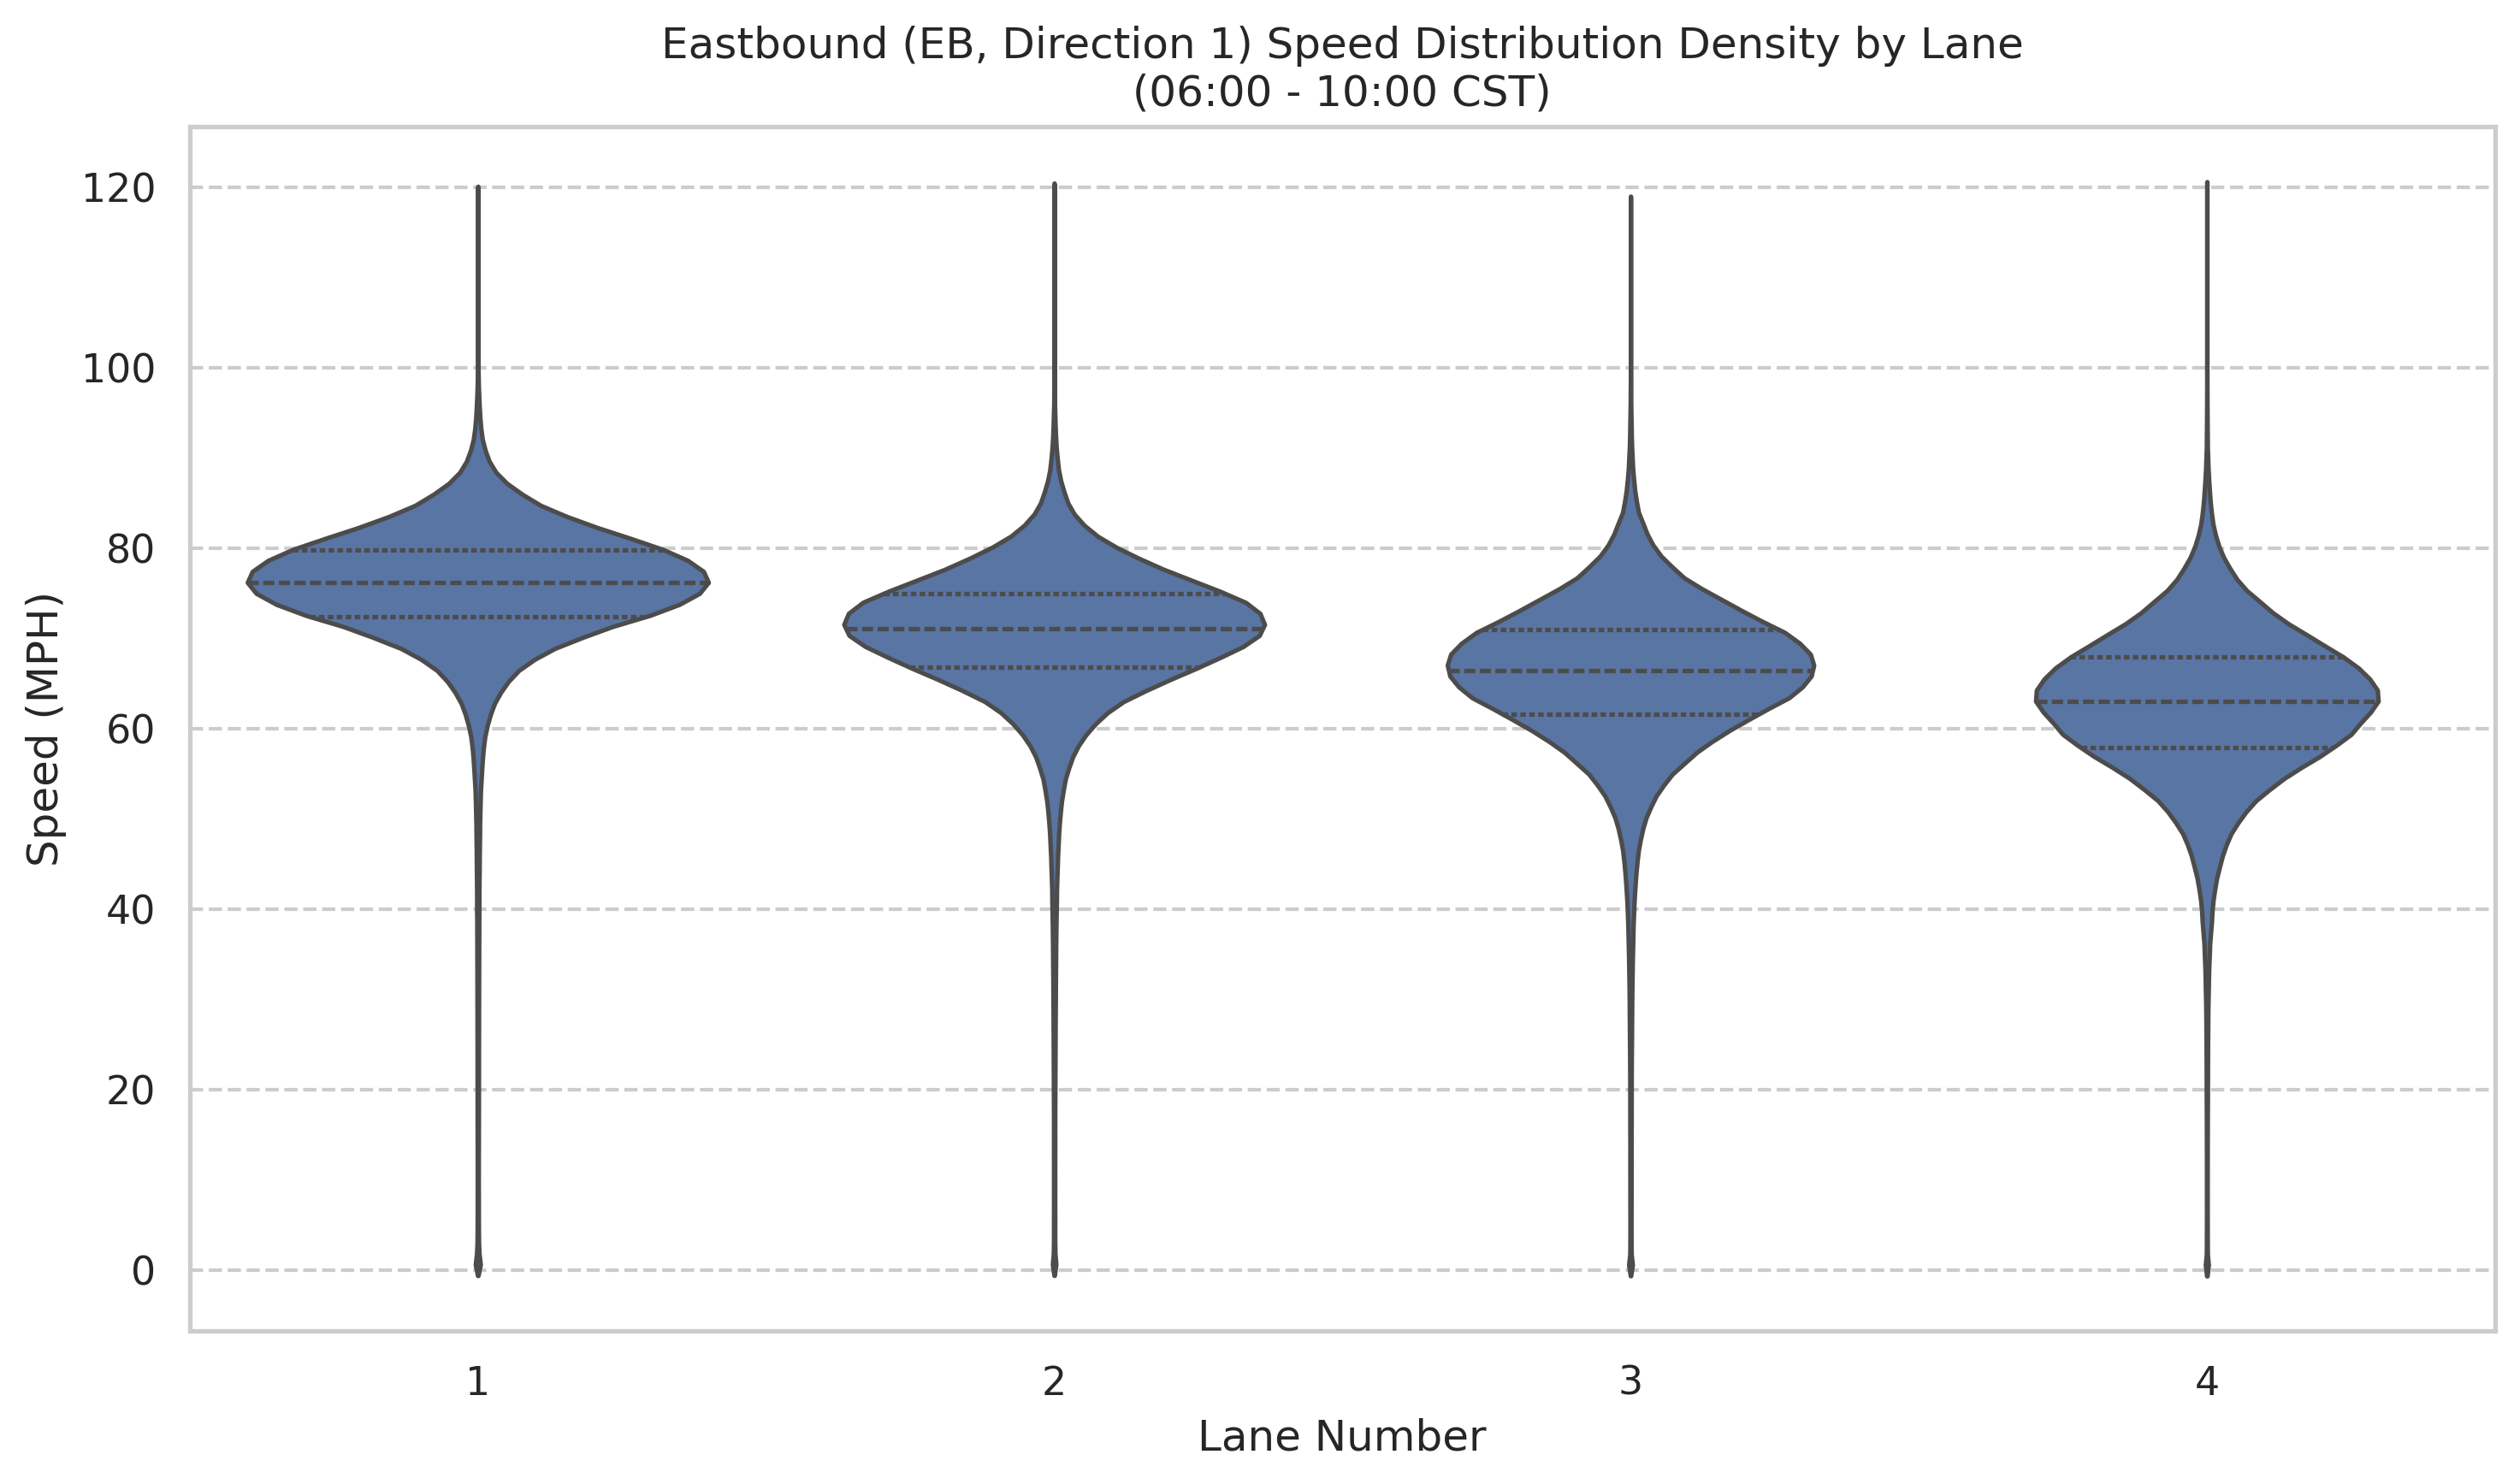 Eastbound (EB, Direction 1) Speed Distribution Density by Lane
(06:00 - 10:00 CST)
120
100
80
60
40
20
0
Speed (MPH)
1 2 3 4
Lane Number